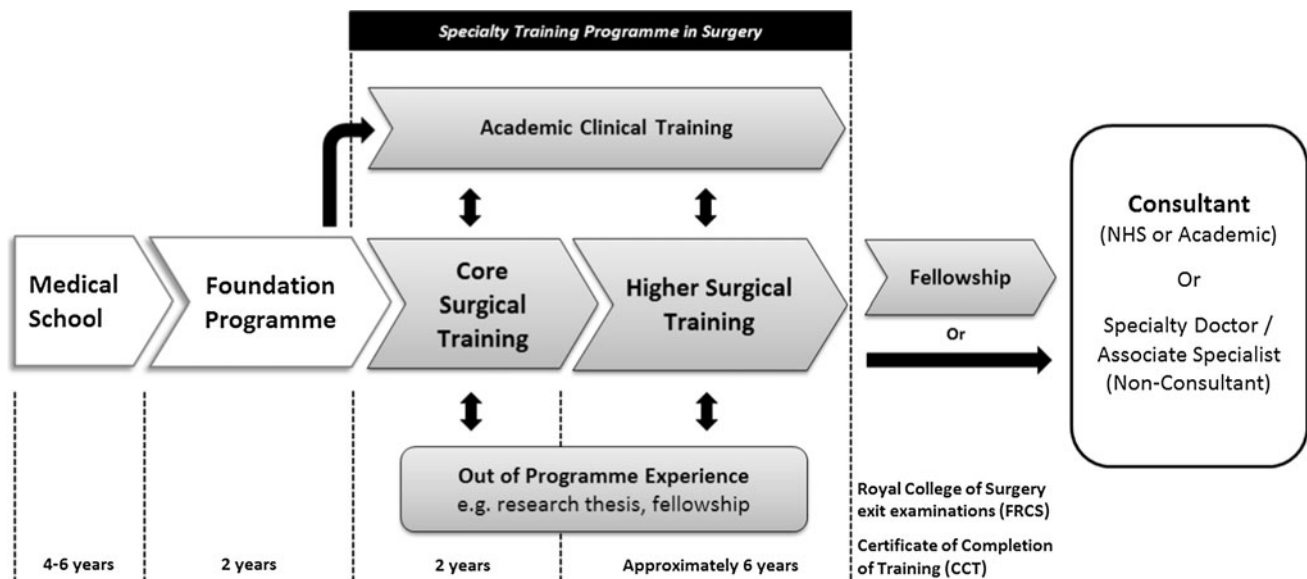 Specialty Training Programme in Surgery
Academic Clinical Training
Medical
School
Foundation
Programme
Core
Surgical
Training
Higher Surgical
Training
Fellowship
Or
Consultant
(NHS or Academic)
Or
Specialty Doctor /
Associate Specialist
(Non-Consultant)
Out of Programme Experience
e.g. research thesis, fellowship
Royal College of Surgery
exit examinations (FRCS)
Certificate of Completion
of Training (CCT)
4-6 years
2 years
2 years
Approximately 6 years